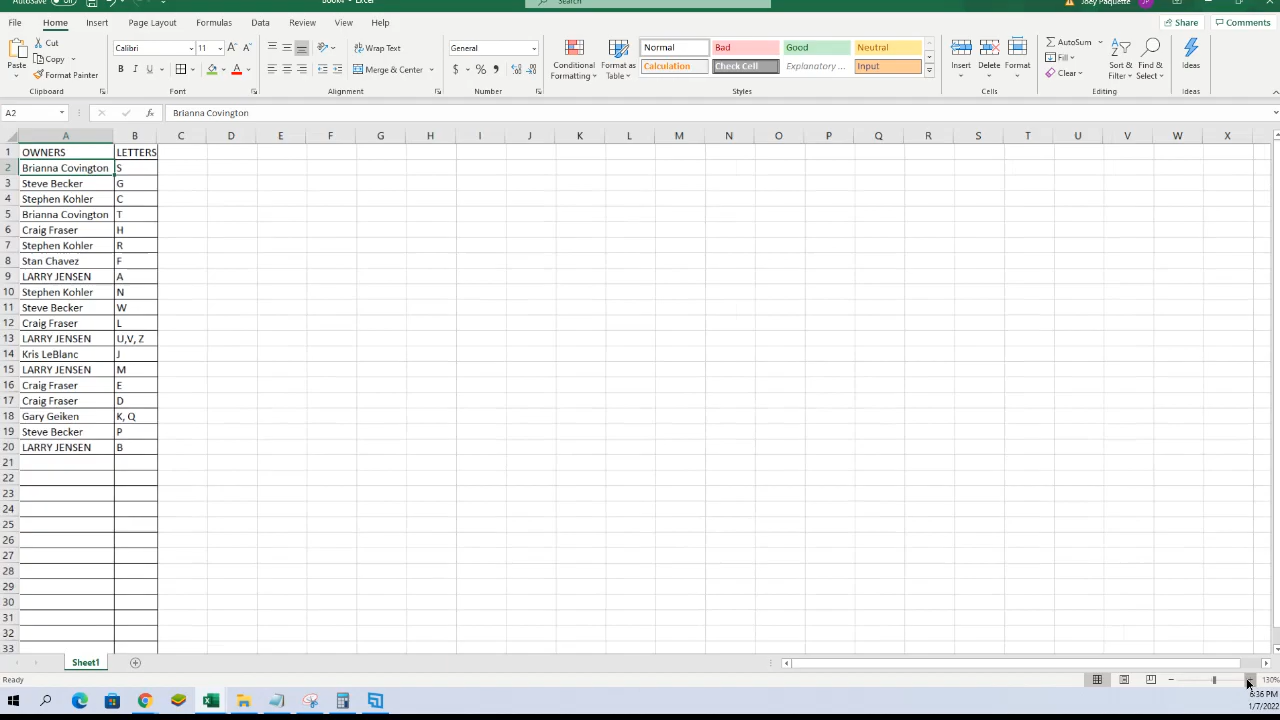 AutoSave Off Book4 - Excel Search Joey Paquette JP
File Home Insert Page Layout Formulas Data Review View Help Share Comments
Paste Cut Copy Format Painter Clipboard
Calibri 11 A A B I U A Font
Wrap Text Merge & Center Alignment
General $ % , Number
Conditional Formatting Format as Table
Normal Bad Good Neutral
Calculation Check Cell Explanatory ... Input
Styles
Insert Delete Format Cells
AutoSum Fill Clear Sort & Filter Find & Select Editing
Ideas Ideas
A2 fx Brianna Covington
A B C D E F G H I J K L M N O P Q R S T U V W X
1 OWNERS LETTERS
2 Brianna Covington S
3 Steve Becker G
4 Stephen Kohler C
5 Brianna Covington T
6 Craig Fraser H
7 Stephen Kohler R
8 Stan Chavez F
9 LARRY JENSEN A
10 Stephen Kohler N
11 Steve Becker W
12 Craig Fraser L
13 LARRY JENSEN U,V, Z
14 Kris LeBlanc J
15 LARRY JENSEN M
16 Craig Fraser E
17 Craig Fraser D
18 Gary Geiken K, Q
19 Steve Becker P
20 LARRY JENSEN B
21
22
23
24
25
26
27
28
29
30
31
32
33
Sheet1
Ready 130%
6:36 PM
1/7/2022